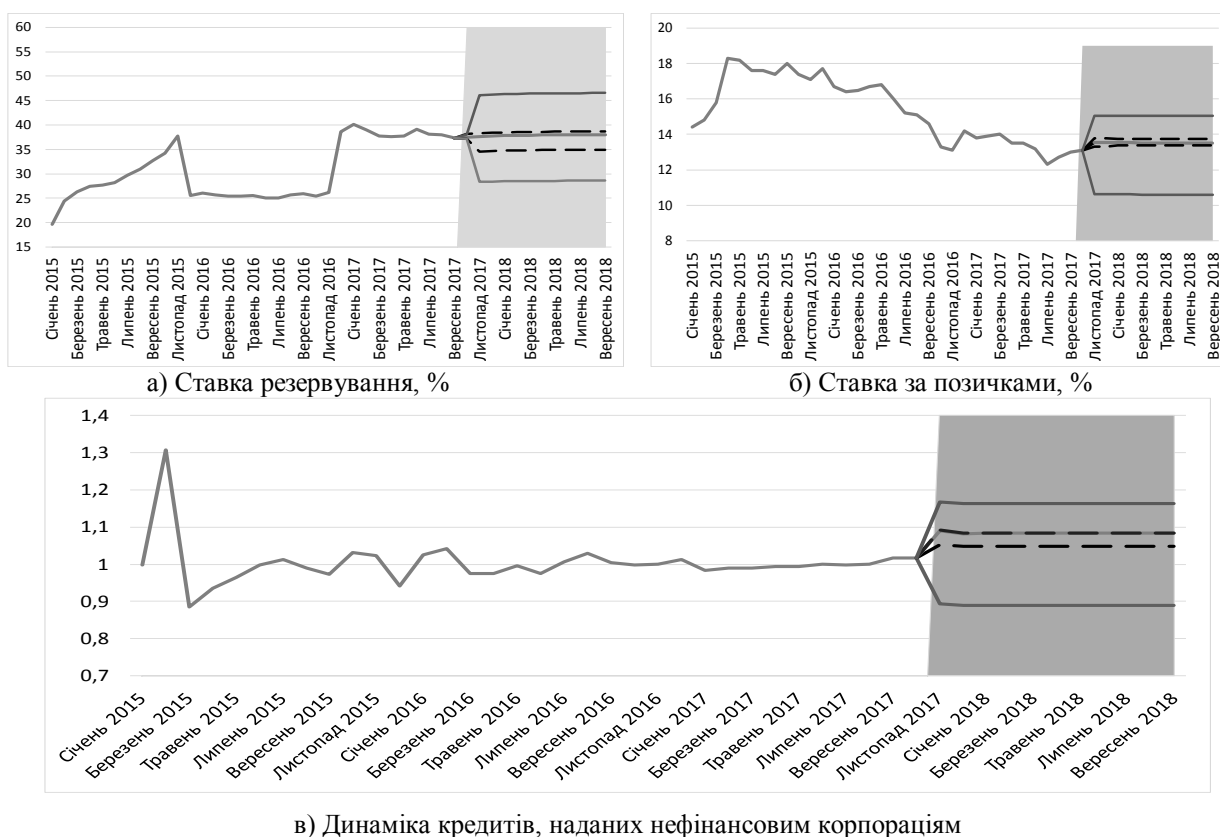 60
55
50
45
40
35
30
25
20
15
Січень 2015
Березень 2015
Травень 2015
Липень 2015
Вересень 2015
Листопад 2015
Січень 2016
Березень 2016
Травень 2016
Липень 2016
Вересень 2016
Листопад 2016
Січень 2017
Березень 2017
Травень 2017
Липень 2017
Вересень 2017
Листопад 2017
Січень 2018
Березень 2018
Травень 2018
Липень 2018
Вересень 2018
а) Ставка резервування, %
20
18
16
14
12
10
8
Січень 2015
Березень 2015
Травень 2015
Липень 2015
Вересень 2015
Листопад 2015
Січень 2016
Березень 2016
Травень 2016
Липень 2016
Вересень 2016
Листопад 2016
Січень 2017
Березень 2017
Травень 2017
Липень 2017
Вересень 2017
Листопад 2017
Січень 2018
Березень 2018
Травень 2018
Липень 2018
Вересень 2018
б) Ставка за позичками, %
1,4
1,3
1,2
1,1
1
0,9
0,8
0,7
Січень 2015
Березень 2015
Травень 2015
Липень 2015
Вересень 2015
Листопад 2015
Січень 2016
Березень 2016
Травень 2016
Липень 2016
Вересень 2016
Листопад 2016
Січень 2017
Березень 2017
Травень 2017
Липень 2017
Вересень 2017
Листопад 2017
Січень 2018
Березень 2018
Травень 2018
Липень 2018
Вересень 2018
в) Динаміка кредитів, наданих нефінансовим корпораціям